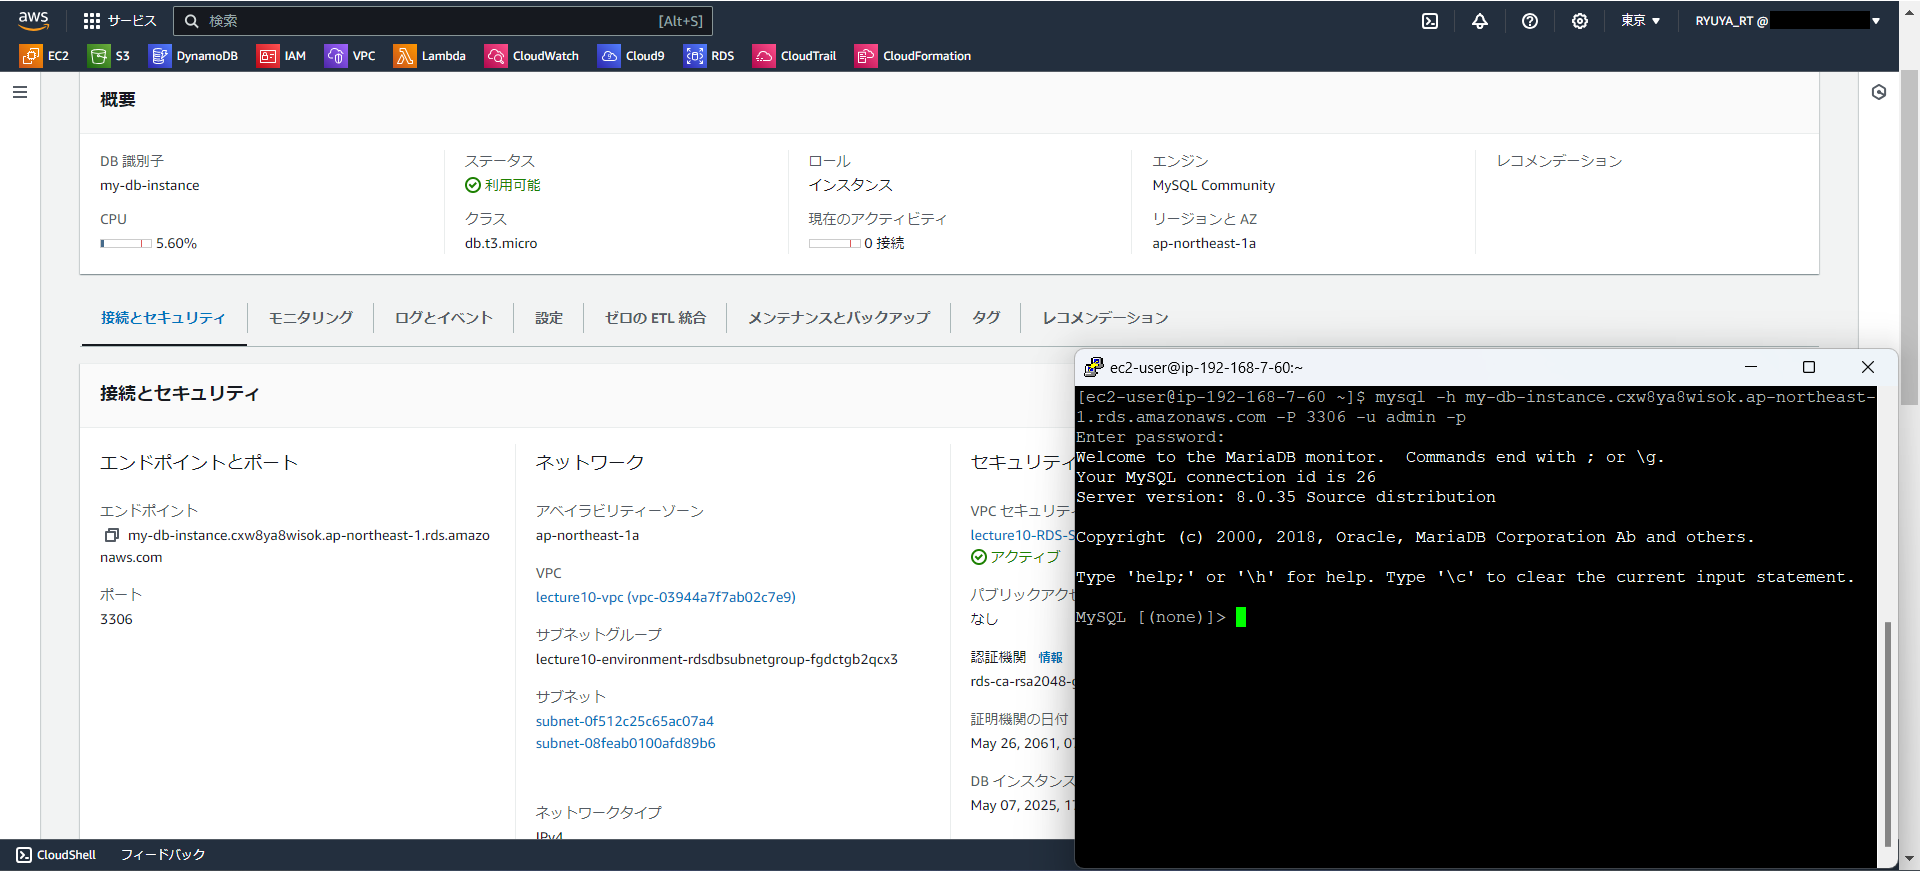 aws
サービス
検索
[Alt+S]
東京
RYUYA_RT @
EC2
S3
DynamoDB
IAM
VPC
Lambda
CloudWatch
Cloud9
RDS
CloudTrail
CloudFormation
概要
DB 識別子
my-db-instance
CPU
5.60%
ステータス
利用可能
クラス
db.t3.micro
ロール
インスタンス
現在のアクティビティ
0 接続
エンジン
MySQL Community
リージョンと AZ
ap-northeast-1a
レコメンデーション
接続とセキュリティ
モニタリング
ログとイベント
設定
ゼロの ETL 統合
メンテナンスとバックアップ
タグ
レコメンデーション
接続とセキュリティ
エンドポイントとポート
エンドポイント
my-db-instance.cxw8ya8wisok.ap-northeast-1.rds.amazo
naws.com
ポート
3306
ネットワーク
アベイラビリティーゾーン
ap-northeast-1a
VPC
lecture10-vpc (vpc-03944a7f7ab02c7e9)
サブネットグループ
lecture10-environment-rdsdbsubnetgroup-fgdctgb2qcx3
サブネット
subnet-0f512c25c65ac07a4
subnet-08feab0100afd89b6
ネットワークタイプ
IPv4
セキュリティ
VPC セキュリティ
lecture10-RDS-S
アクティブ
パブリックアクセ
なし
認証機関 情報
rds-ca-rsa2048-g
証明機関の日付
May 26, 2061, 0
DB インスタンス
May 07, 2025, 1
ec2-user@ip-192-168-7-60:~
[ec2-user@ip-192-168-7-60 ~]$ mysql -h my-db-instance.cxw8ya8wisok.ap-northeast-
1.rds.amazonaws.com -P 3306 -u admin -p
Enter password:
Welcome to the MariaDB monitor.  Commands end with ; or \g.
Your MySQL connection id is 26
Server version: 8.0.35 Source distribution
Copyright (c) 2000, 2018, Oracle, MariaDB Corporation Ab and others.
Type 'help;' or '\h' for help. Type '\c' to clear the current input statement.
MySQL [(none)]>
CloudShell
フィードバック